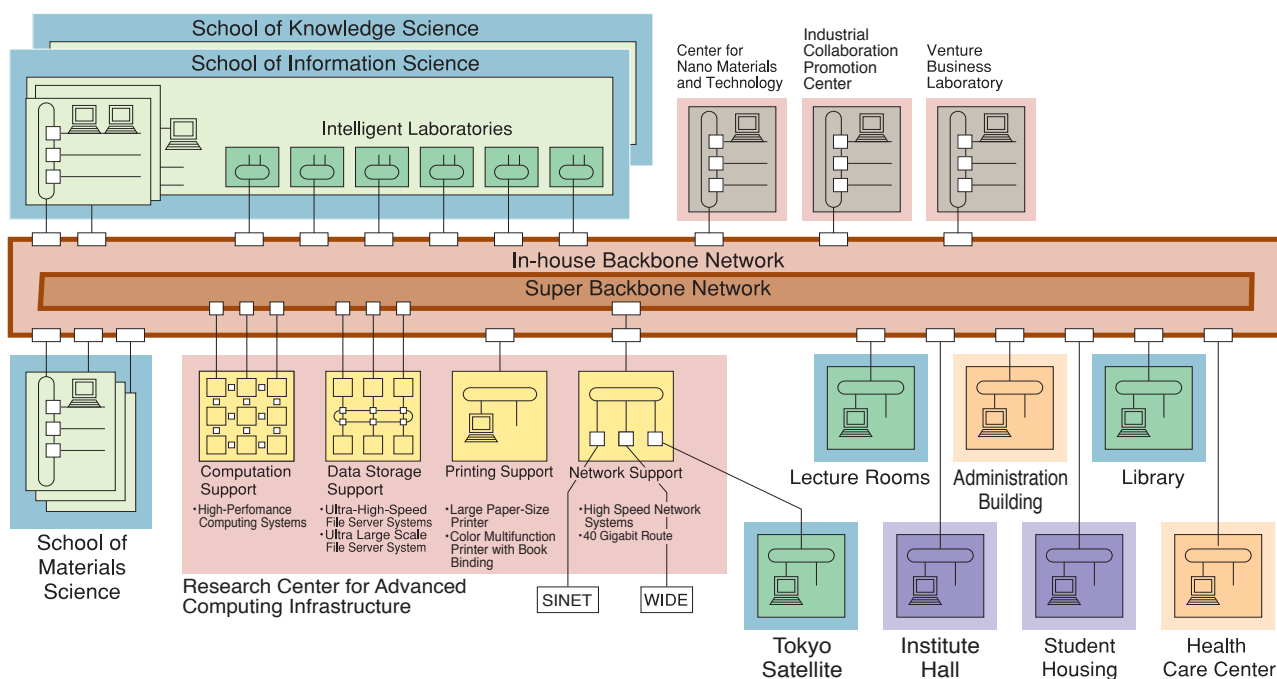 School of Knowledge Science
School of Information Science
Intelligent Laboratories
Center for
Nano Materials
and Technology
Industrial
Collaboration
Promotion
Center
Venture
Business
Laboratory
In-house Backbone Network
Super Backbone Network
School of
Materials
Science
Computation
Support
・High-Perfomance
Computing Systems
Data Storage
Support
・Ultra-High-Speed
File Server Systems
・Ultra Large Scale
File Server System
Printing Support
・Large Paper-Size
Printer
・Color Multifunction
Printer with Book
Binding
Network Support
・High Speed Network
Systems
・40 Gigabit Route
Research Center for Advanced
Computing Infrastructure
SINET
WIDE
Lecture Rooms
Administration
Building
Library
Tokyo
Satellite
Institute
Hall
Student
Housing
Health
Care Center